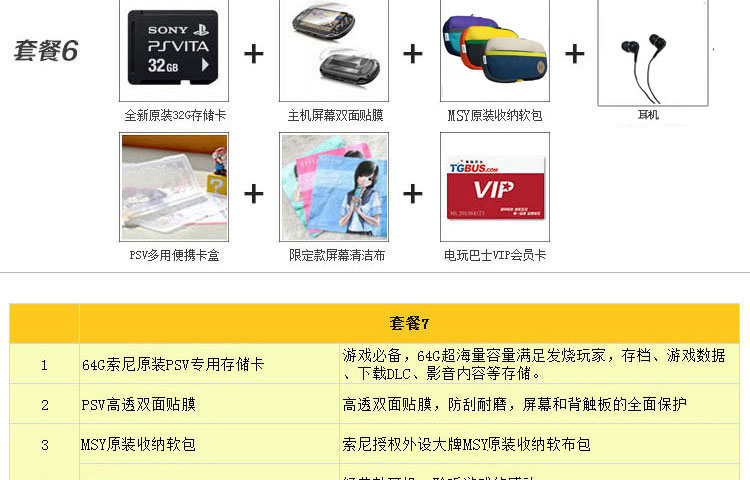 套餐6
SONY
PSVITA
32GB
全新原装32G存储卡
主机屏幕双面贴膜
MSY原装收纳软包
耳机
TGBUS.com
VIP
PSV多用便携卡盒
限定款屏幕清洁布
电玩巴士VIP会员卡
套餐7
1
64G索尼原装PSV专用存储卡
游戏必备，64G超海量容量满足发烧玩家，存档、游戏数据
、下载DLC、影音内容等存储。
2
PSV高透双面贴膜
高透双面贴膜，防刮耐磨，屏幕和背触板的全面保护
3
MSY原装收纳软包
索尼授权外设大牌MSY原装收纳软布包